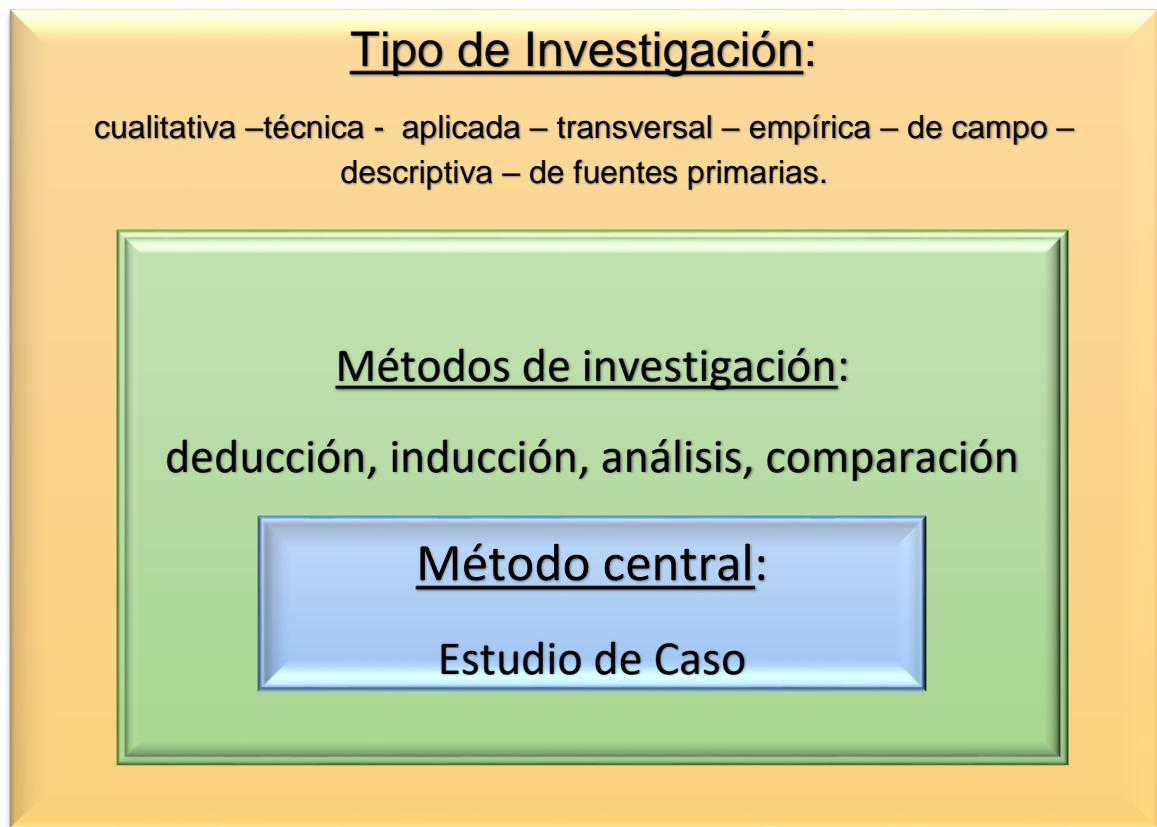 Tipo de Investigación:
cualitativa –técnica - aplicada – transversal – empírica – de campo –
descriptiva – de fuentes primarias.
Métodos de investigación:
deducción, inducción, análisis, comparación
Método central:
Estudio de Caso